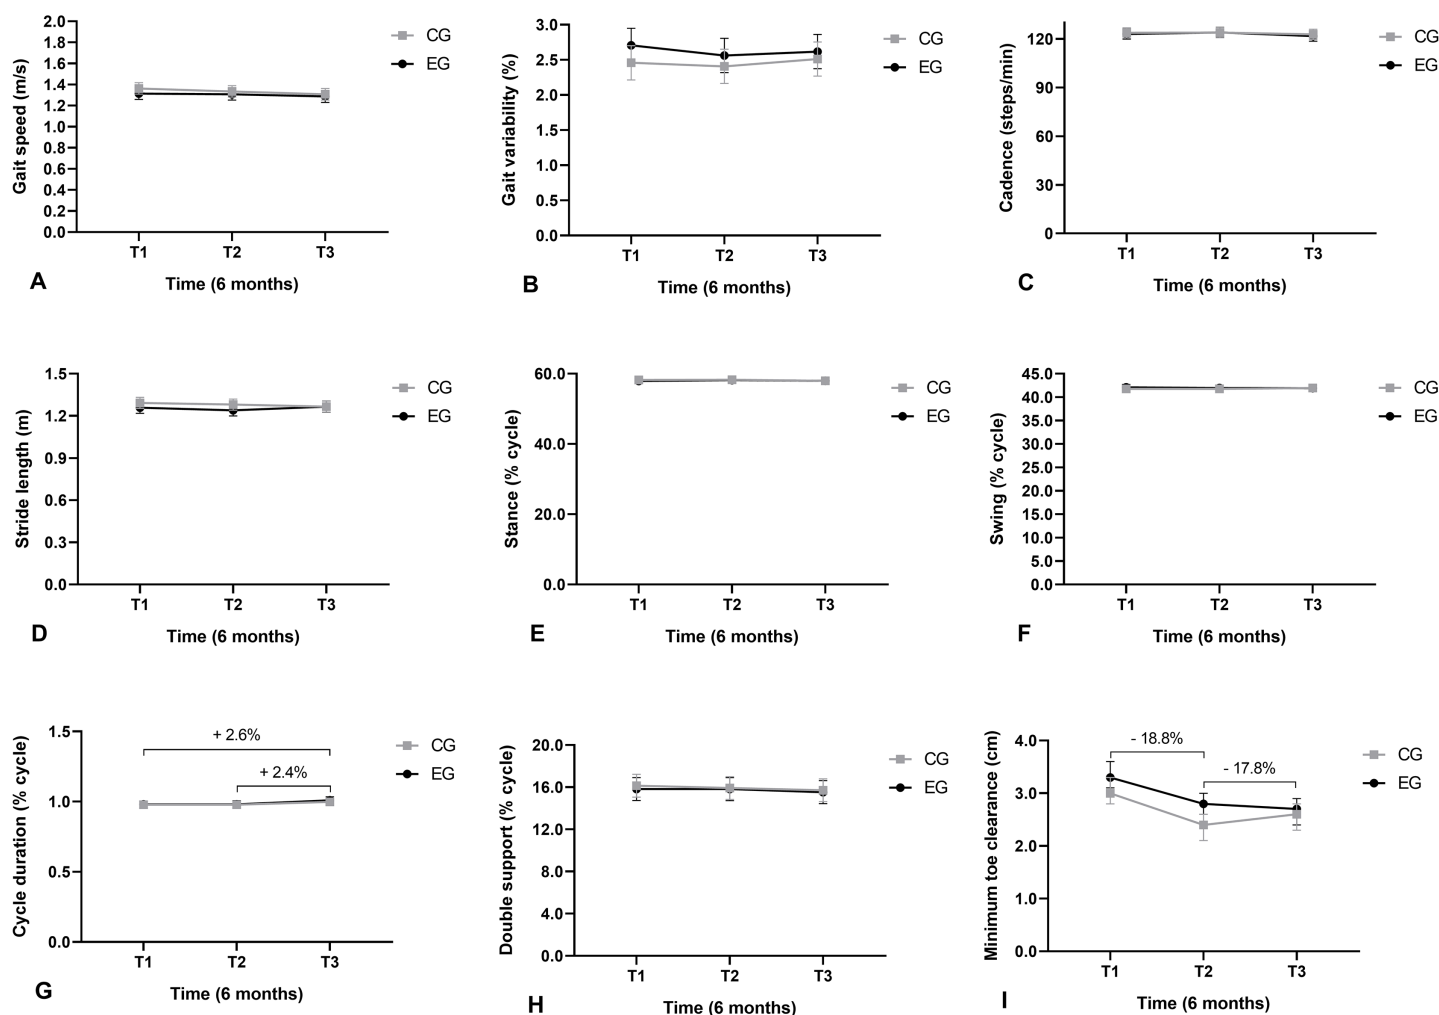 2.0
1.8
1.6
1.4
1.2
1.0
0.8
0.6
0.4
0.2
0.0
Gait speed (m/s)
T1 T2 T3
Time (6 months)
CG
EG
A
3.0
2.5
2.0
1.5
1.0
0.5
0.0
Gait variability (%)
T1 T2 T3
Time (6 months)
CG
EG
B
120
90
60
30
0
Cadence (steps/min)
T1 T2 T3
Time (6 months)
CG
EG
C
1.5
1.2
0.9
0.6
0.3
0.0
Stride length (m)
T1 T2 T3
Time (6 months)
CG
EG
D
60.0
40.0
20.0
0.0
Stance (% cycle)
T1 T2 T3
Time (6 months)
CG
EG
E
45.0
40.0
35.0
30.0
25.0
20.0
15.0
10.0
5.0
0.0
Swing (% cycle)
T1 T2 T3
Time (6 months)
CG
EG
F
1.5
1.0
0.5
0.0
Cycle duration (% cycle)
+ 2.6%
+ 2.4%
T1 T2 T3
Time (6 months)
CG
EG
G
20.0
16.0
12.0
8.0
4.0
0.0
Double support (% cycle)
T1 T2 T3
Time (6 months)
CG
EG
H
4.0
3.0
2.0
1.0
0.0
Minimum toe clearance (cm)
- 18.8%
- 17.8%
T1 T2 T3
Time (6 months)
CG
EG
I